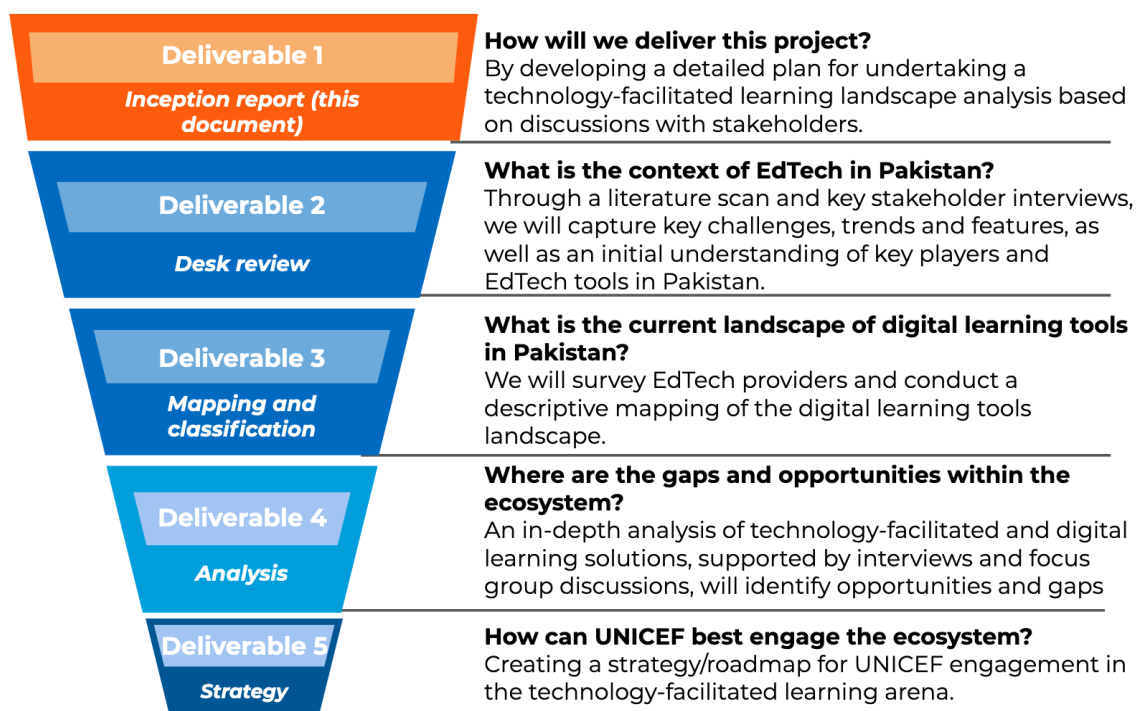 Deliverable 1
Inception report (this
document)
How will we deliver this project?
By developing a detailed plan for undertaking a
technology-facilitated learning landscape analysis based
on discussions with stakeholders.
Deliverable 2
Desk review
What is the context of EdTech in Pakistan?
Through a literature scan and key stakeholder interviews,
we will capture key challenges, trends and features, as
well as an initial understanding of key players and
EdTech tools in Pakistan.
Deliverable 3
Mapping and
classification
What is the current landscape of digital learning tools
in Pakistan?
We will survey EdTech providers and conduct a
descriptive mapping of the digital learning tools
landscape.
Deliverable 4
Analysis
Where are the gaps and opportunities within the
ecosystem?
An in-depth analysis of technology-facilitated and digital
learning solutions, supported by interviews and focus
group discussions, will identify opportunities and gaps
Deliverable 5
Strategy
How can UNICEF best engage the ecosystem?
Creating a strategy/roadmap for UNICEF engagement in
the technology-facilitated learning arena.